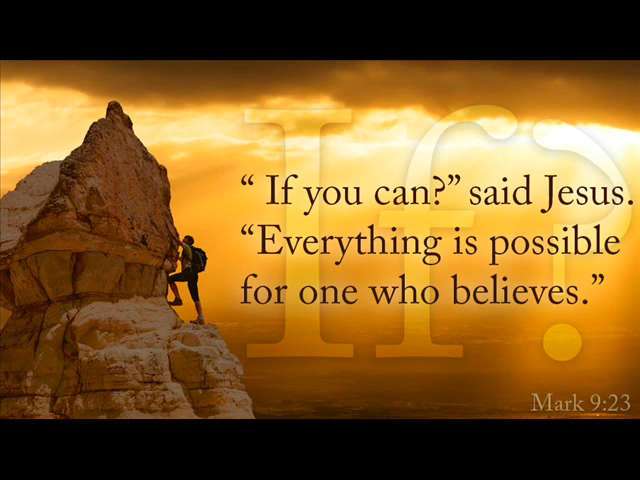 If?
“ If you can?” said Jesus.
“Everything is possible
for one who believes.”
Mark 9:23